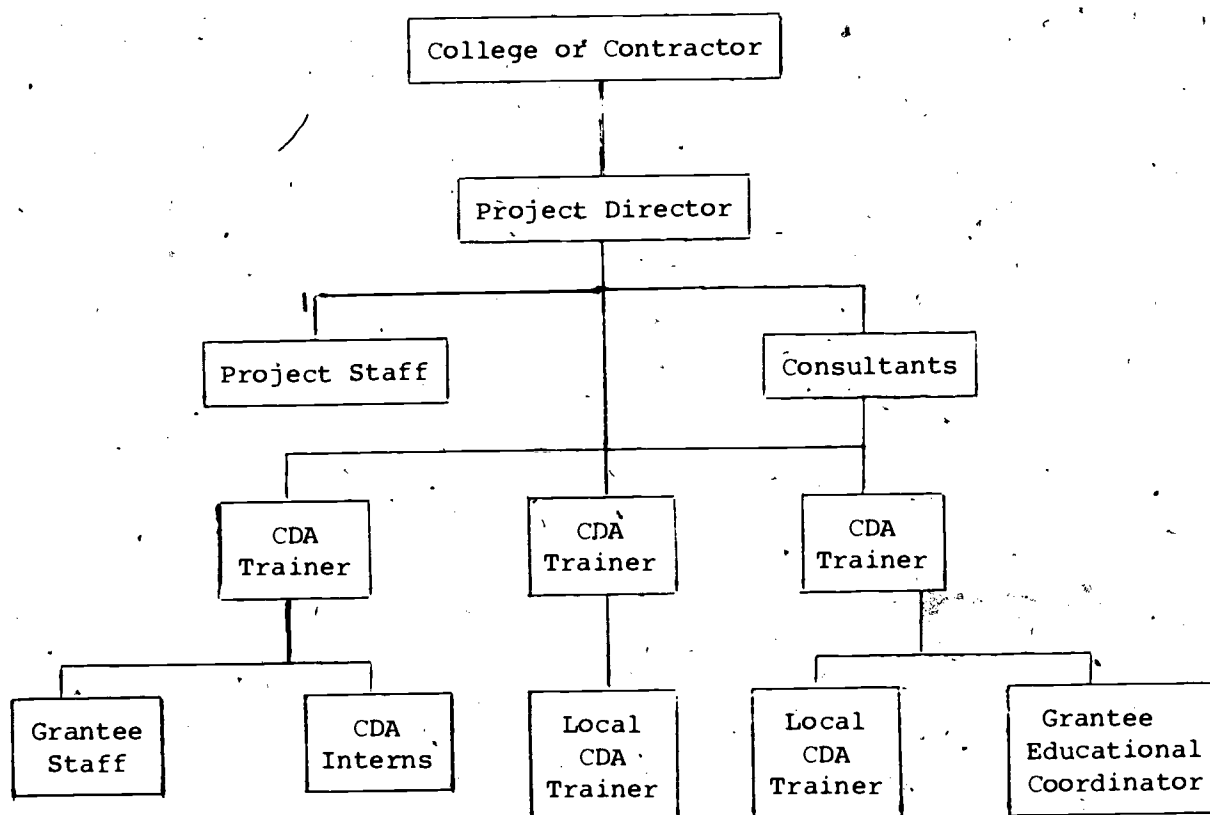 College of Contractor
Project Director
Project Staff
Consultants
CDA
Trainer
CDA
Trainer
CDA
Trainer
Grantee
Staff
CDA
Interns
Local
CDA
Trainer
Local
CDA
Trainer
Grantee
Educational
Coordinator